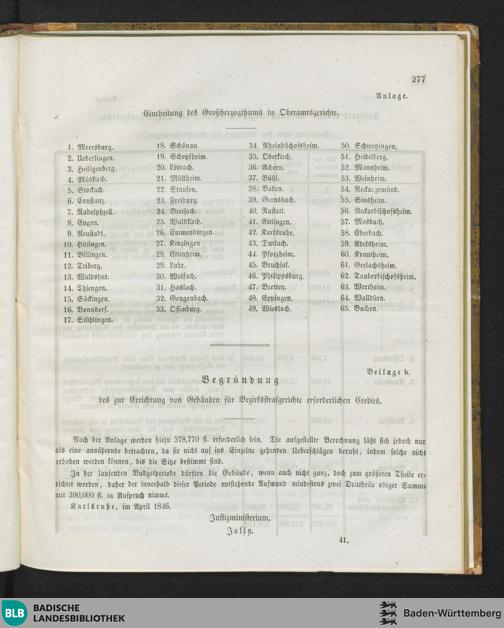 277
Anlage.
Eintheilung des Großherzogthums in Oberamtsgerichte.
1. Meersburg.
2. Ueberlingen.
3. Heiligenberg.
4. Möskirch.
5. Stockach.
6. Constanz.
7. Radolphzell.
8. Engen.
9. Neustadt.
10. Hüfingen.
11. Villingen.
12. Triberg.
13. Waldshut.
14. Thiengen.
15. Säckingen.
16. Bonndorf.
17. Stühlingen.
18. Schönau.
19. Schopfheim.
20. Lörrach.
21. Müllheim.
22. Staufen.
23. Freiburg.
24. Breisach.
25. Waldkirch.
26. Emmendingen.
27. Kenzingen
28. Ettenheim.
29. Lahr.
30. Wolfach.
31. Haslach.
32. Gengenbach.
33. Offenburg.
34. Rheinbischofsheim.
35. Oberkirch.
36. Achern.
37. Bühl.
38. Baden.
39. Gernsbach.
40. Rastatt.
41. Ettlingen.
42. Karlsruhe.
43. Durlach.
44. Pforzheim.
45. Bruchsal.
46. Philippsburg.
47. Bretten.
48. Eppingen.
49. Wiesloch.
50. Schwetzingen.
51. Heidelberg.
52. Mannheim.
53. Weinheim.
54. Neckargemünd.
55. Sinsheim.
56. Neckarbischofsheim.
57. Mosbach.
58. Eberbach.
59. Adelsheim.
60. Krautheim.
61. Gerlachsheim.
62. Tauberbischofsheim.
63. Wertheim.
64. Walldürn.
65. Buchen.
Beilage b.
Begründung
des zur Errichtung von Gebäuden für Bezirksstrafgerichte erforderlichen Credits.
Nach der Anlage werden hiezu 578,770 fl. erforderlich sein. Die aufgestellte Berechnung läßt sich jedoch nur
als eine annähernde betrachten, da sie nicht auf ins Einzelne gehenden Ueberschlägen beruht, indem solche nicht
erhoben werden können, bis die Sitze bestimmt sind.
In der laufenden Budgetperiode dürften die Gebäude, wenn auch nicht ganz, doch zum größeren Theile er-
richtet werden, daher der innerhalb dieser Periode entstehende Aufwand mindestens zwei Drittheile obiger Summe
mit 390,000 fl. in Anspruch nimmt.
Karlsruhe, im April 1846.
Justizministerium.
Jolly.
41.
BLB
BADISCHE
LANDESBIBLIOTHEK
Baden-Württemberg